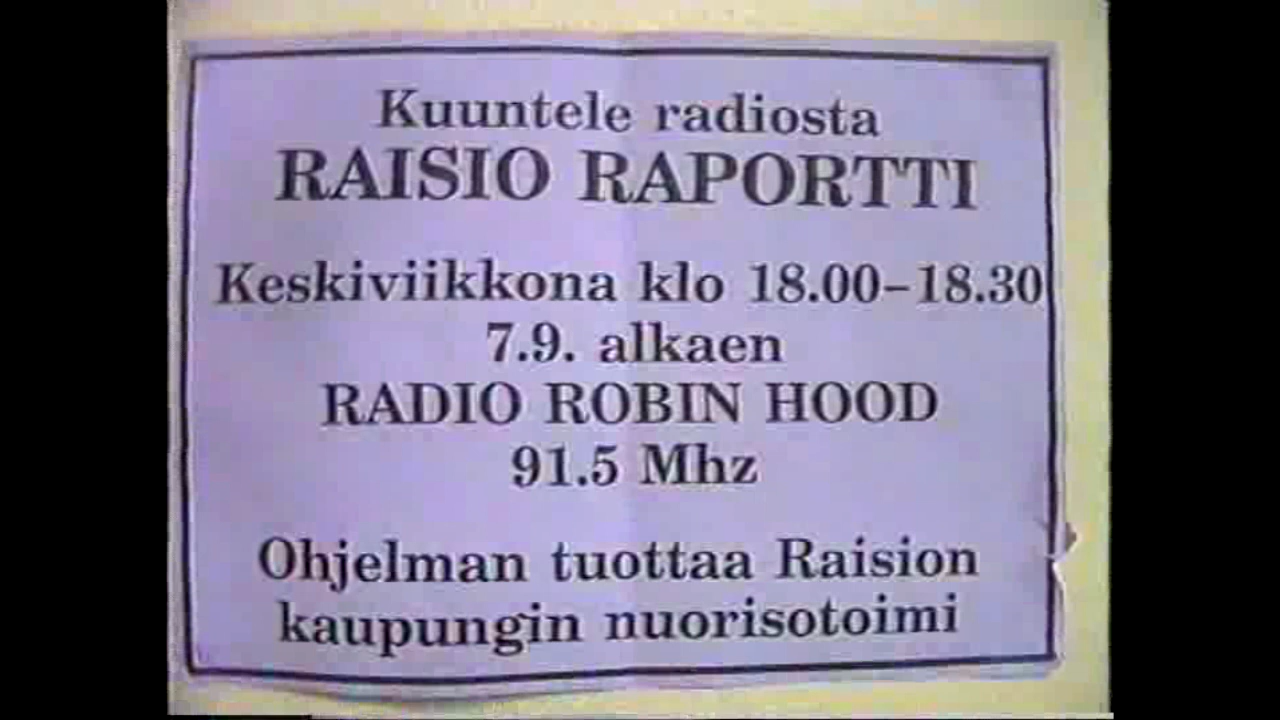 Kuuntele radiosta
RAISIO RAPORTTI
Keskiviikkona klo 18.00–18.30
7.9. alkaen
RADIO ROBIN HOOD
91.5 Mhz
Ohjelman tuottaa Raision
kaupungin nuorisotoimi